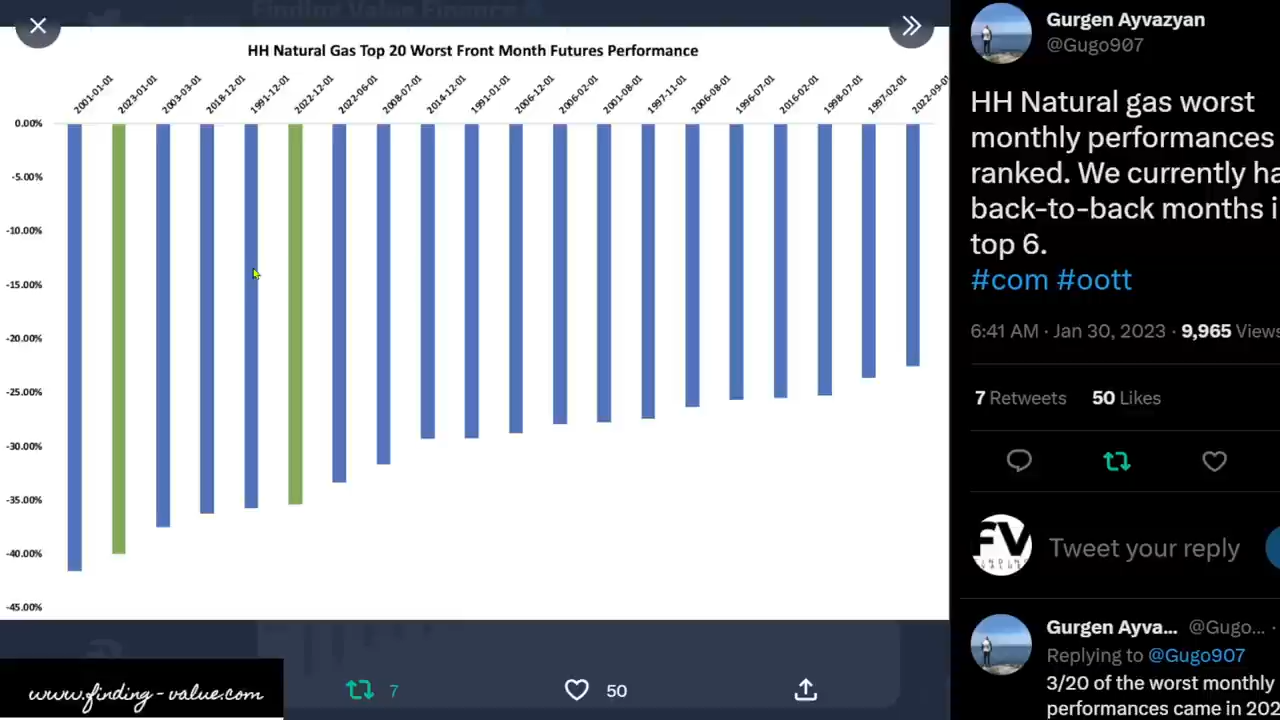 HH Natural Gas Top 20 Worst Front Month Futures Performance
2001-01-01 2023-01-01 2003-03-01 2018-12-01 1991-12-01 2022-12-01 2022-06-01 2008-07-01 2014-12-01 1991-01-01 2006-12-01 2006-02-01 2001-08-01 1997-11-01 2006-08-01 1996-07-01 2016-02-01 1998-07-01 1997-02-01 2022-09-01
0.00%
-5.00%
-10.00%
-15.00%
-20.00%
-25.00%
-30.00%
-35.00%
-40.00%
-45.00%
www.finding-value.com
7
50
Gurgen Ayvazyan
@Gugo907
HH Natural gas worst
monthly performances
ranked. We currently ha
back-to-back months i
top 6.
#com #oott
6:41 AM · Jan 30, 2023 · 9,965 Views
7 Retweets 50 Likes
FV
FINDING
VALUE
Tweet your reply
Gurgen Ayva... @Gugo... ·
Replying to @Gugo907
3/20 of the worst monthly
performances came in 202